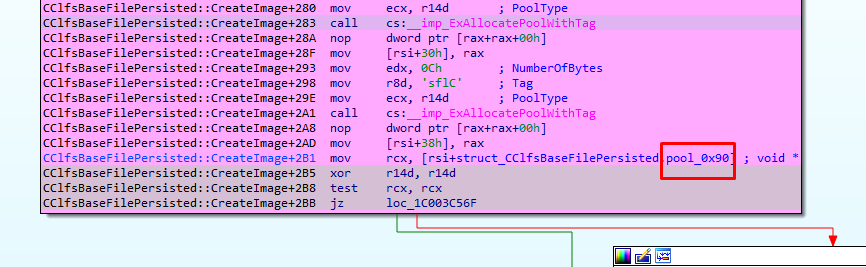 CClfsBaseFilePersisted::CreateImage+280 mov ecx, r14d ; PoolType
CClfsBaseFilePersisted::CreateImage+283 call cs:__imp_ExAllocatePoolWithTag
CClfsBaseFilePersisted::CreateImage+28A nop dword ptr [rax+rax+00h]
CClfsBaseFilePersisted::CreateImage+28F mov [rsi+30h], rax
CClfsBaseFilePersisted::CreateImage+293 mov edx, 0Ch ; NumberOfBytes
CClfsBaseFilePersisted::CreateImage+298 mov r8d, 'sflC' ; Tag
CClfsBaseFilePersisted::CreateImage+29E mov ecx, r14d ; PoolType
CClfsBaseFilePersisted::CreateImage+2A1 call cs:__imp_ExAllocatePoolWithTag
CClfsBaseFilePersisted::CreateImage+2A8 nop dword ptr [rax+rax+00h]
CClfsBaseFilePersisted::CreateImage+2AD mov [rsi+38h], rax
CClfsBaseFilePersisted::CreateImage+2B1 mov rcx, [rsi+struct_CClfsBaseFilePersisted.pool_0x90] ; void *
CClfsBaseFilePersisted::CreateImage+2B5 xor r14d, r14d
CClfsBaseFilePersisted::CreateImage+2B8 test rcx, rcx
CClfsBaseFilePersisted::CreateImage+2BB jz loc_1C003C56F